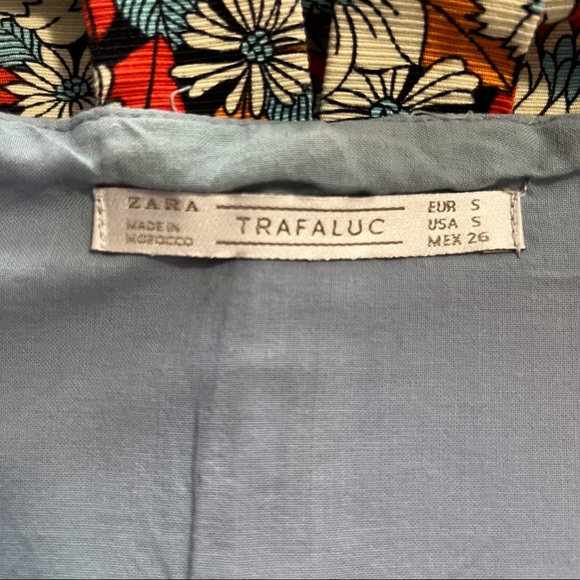 ZARA
MADE IN
MOROCCO
TRAFALUC
EUR S
USA S
MEX 26